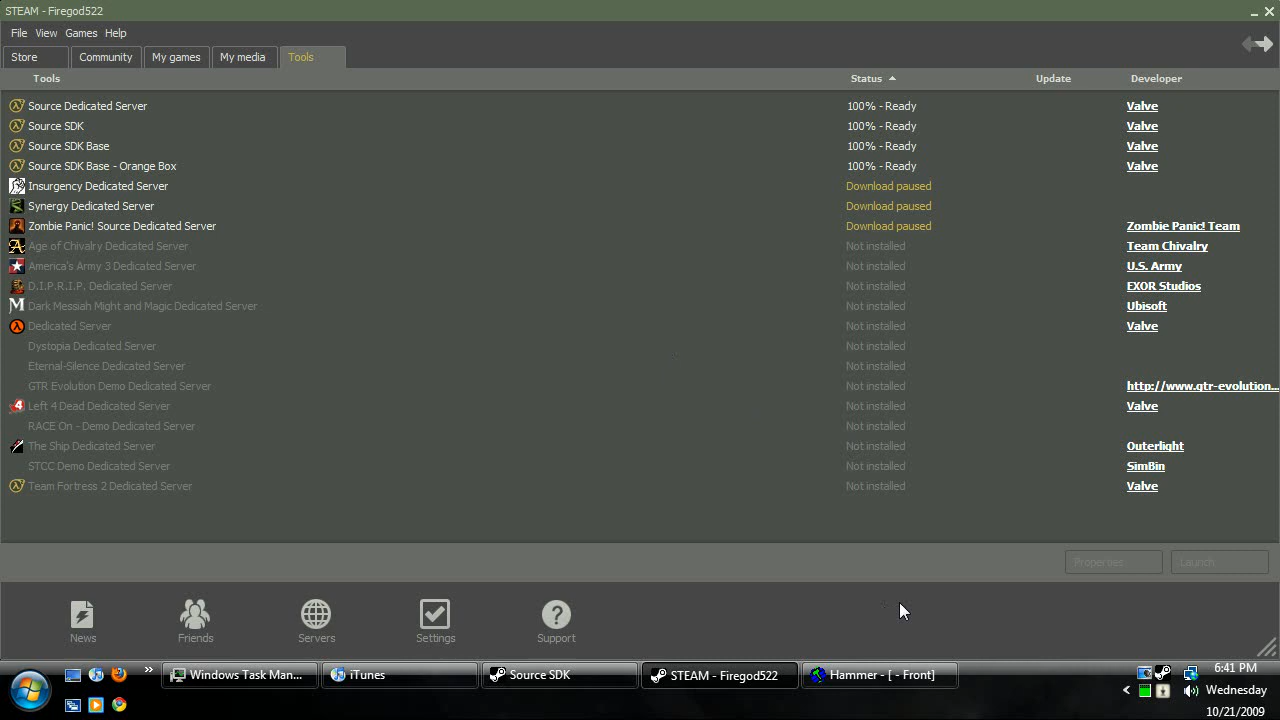 STEAM - Firegod522
File View Games Help
Store Community My games My media Tools
Tools Status Update Developer
Source Dedicated Server 100% - Ready Valve
Source SDK 100% - Ready Valve
Source SDK Base 100% - Ready Valve
Source SDK Base - Orange Box 100% - Ready Valve
Insurgency Dedicated Server Download paused
Synergy Dedicated Server Download paused
Zombie Panic! Source Dedicated Server Download paused Zombie Panic! Team
Age of Chivalry Dedicated Server Not installed Team Chivalry
America's Army 3 Dedicated Server Not installed U.S. Army
D.I.P.R.I.P. Dedicated Server Not installed EXOR Studios
Dark Messiah Might and Magic Dedicated Server Not installed Ubisoft
Dedicated Server Not installed Valve
Dystopia Dedicated Server Not installed
Eternal-Silence Dedicated Server Not installed
GTR Evolution Demo Dedicated Server Not installed http://www.gtr-evolution...
Left 4 Dead Dedicated Server Not installed Valve
RACE On - Demo Dedicated Server Not installed
The Ship Dedicated Server Not installed Outerlight
STCC Demo Dedicated Server Not installed SimBin
Team Fortress 2 Dedicated Server Not installed Valve
Properties Launch
News Friends Servers Settings Support
» Windows Task Man... iTunes Source SDK STEAM - Firegod522 Hammer - [ - Front] 6:41 PM
Wednesday
10/21/2009